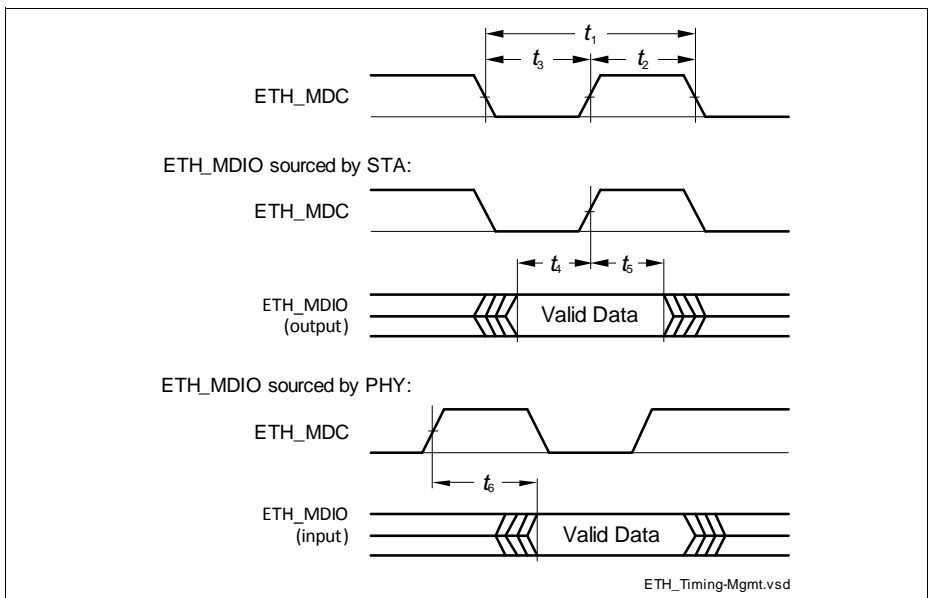 t1
t3 t2
ETH_MDC
ETH_MDIO sourced by STA:
ETH_MDC
t4 t5
ETH_MDIO
(output)
Valid Data
ETH_MDIO sourced by PHY:
ETH_MDC
t6
ETH_MDIO
(input)
Valid Data
ETH_Timing-Mgmt.vsd